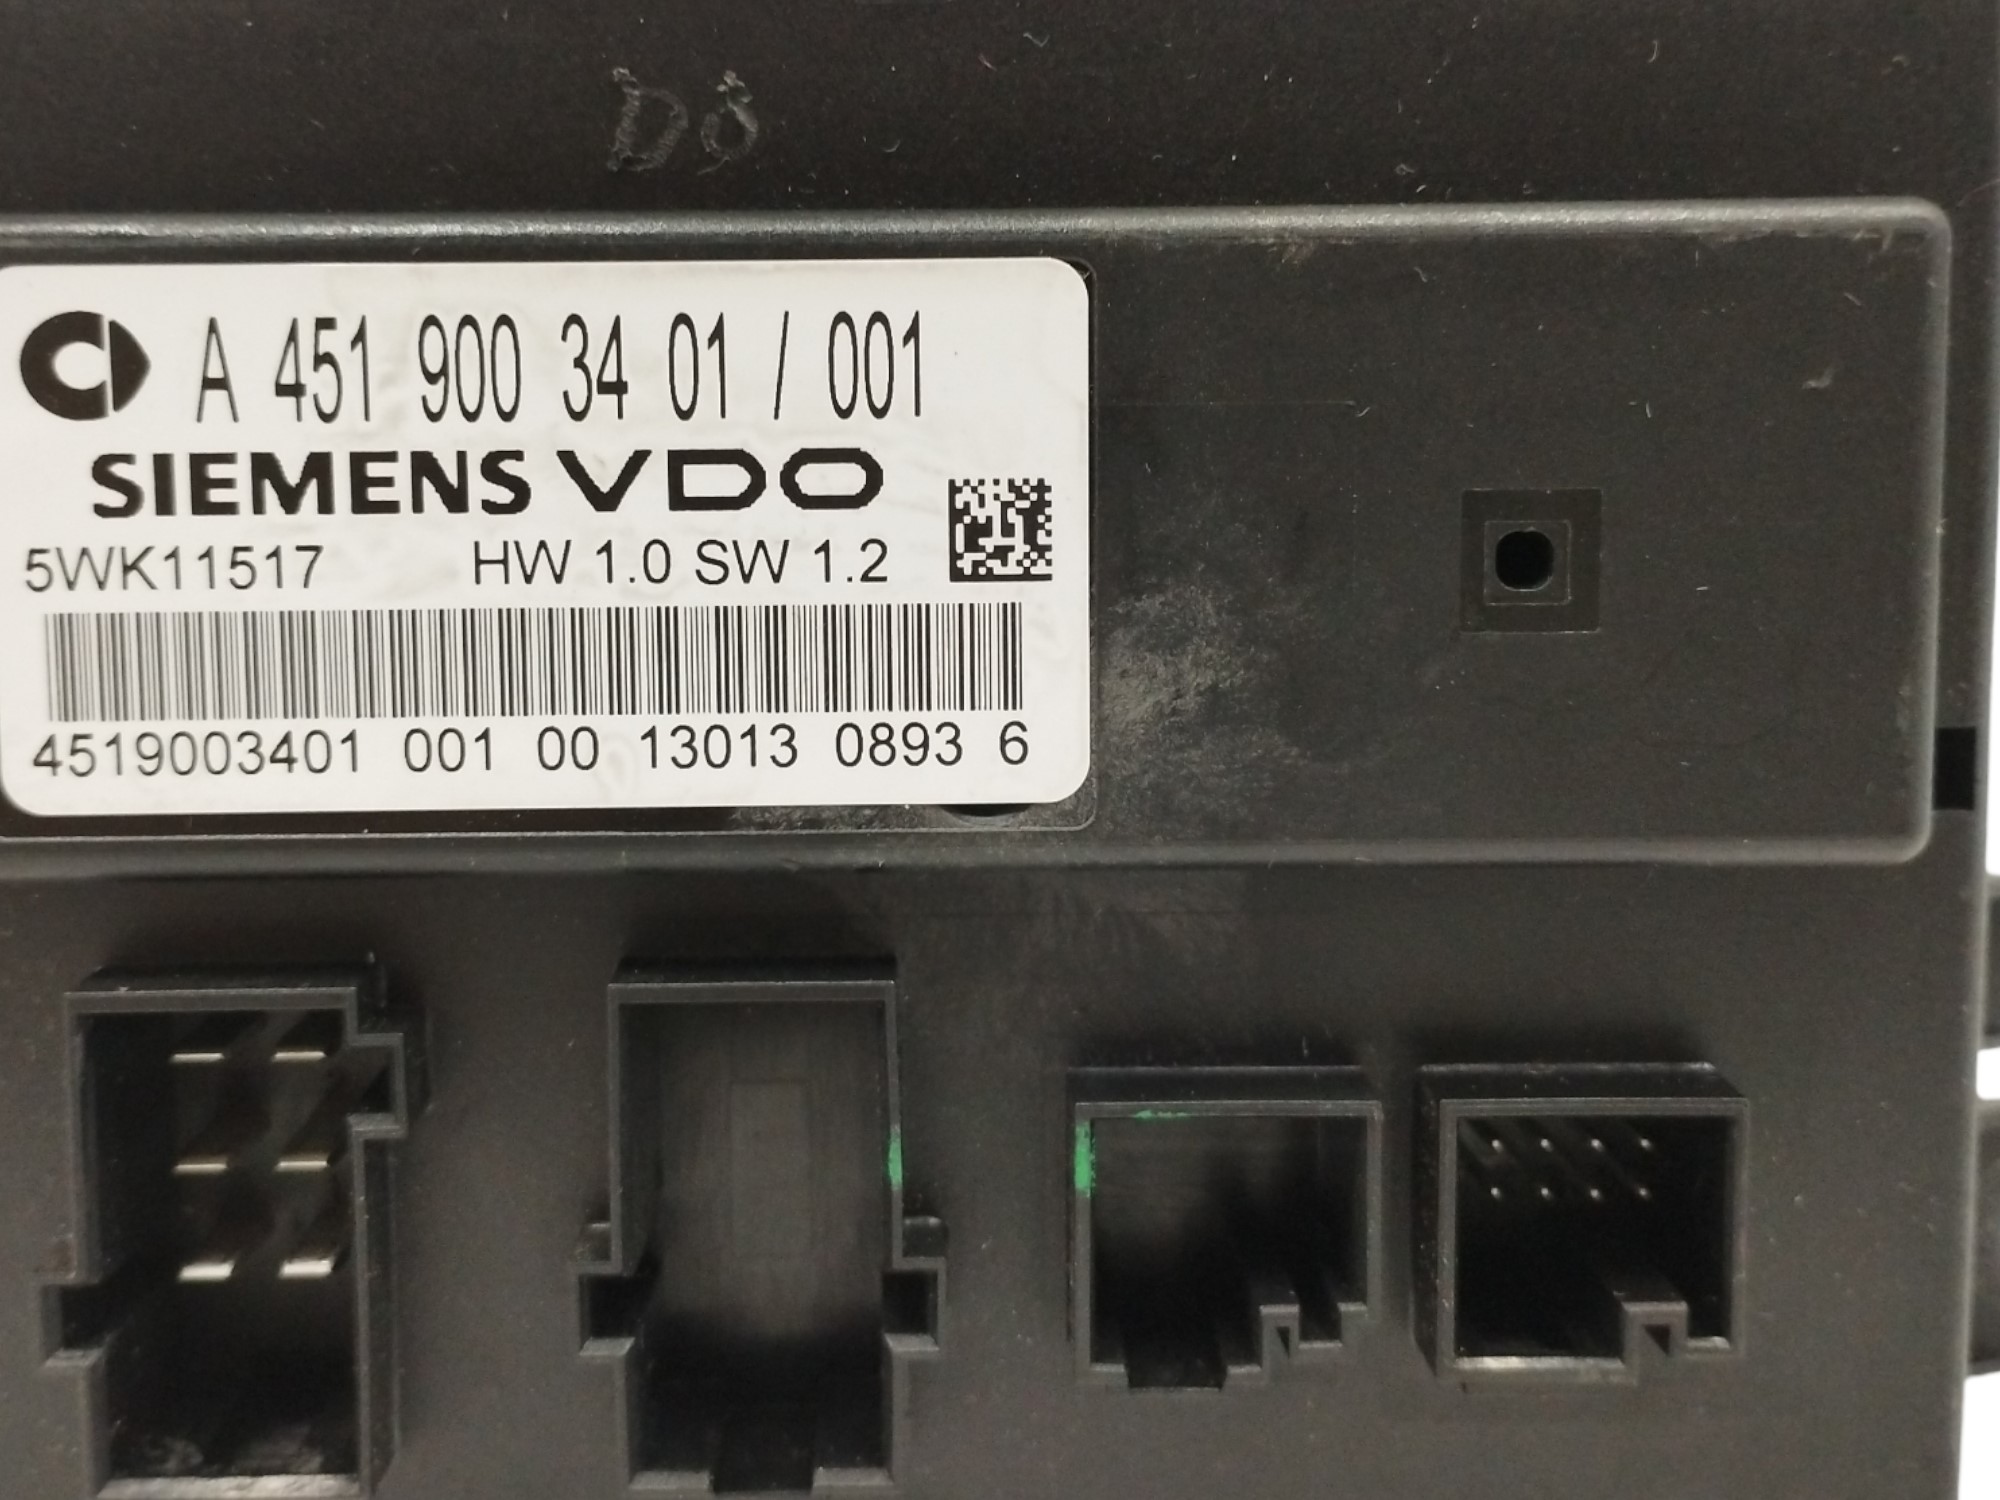 A 451 900 34 01 / 001
SIEMENS VDO
5WK11517 HW 1.0 SW 1.2
4519003401 001 00 13013 0893 6